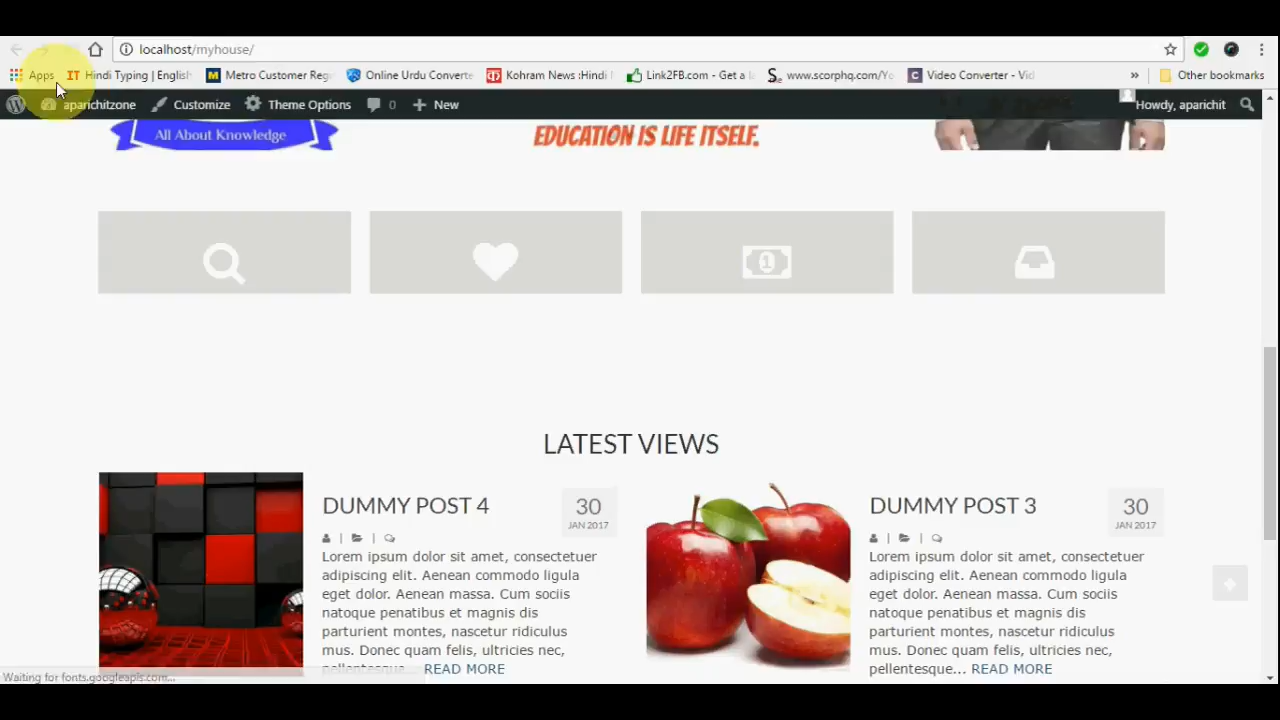 localhost/myhouse/
Apps IT Hindi Typing | English M Metro Customer Reg Online Urdu Converte Kohram News :Hindi Link2FB.com - Get a l Se www.scorphq.com/Yo C Video Converter - Vid » Other bookmarks
aparichitzone Customize Theme Options 0 + New Howdy, aparichit
All About Knowledge
EDUCATION IS LIFE ITSELF.
1
LATEST VIEWS
DUMMY POST 4
30
JAN 2017
| |
Lorem ipsum dolor sit amet, consectetuer
adipiscing elit. Aenean commodo ligula
eget dolor. Aenean massa. Cum sociis
natoque penatibus et magnis dis
parturient montes, nascetur ridiculus
mus. Donec quam felis, ultricies nec,
pellentesque... READ MORE
DUMMY POST 3
30
JAN 2017
| |
Lorem ipsum dolor sit amet, consectetuer
adipiscing elit. Aenean commodo ligula
eget dolor. Aenean massa. Cum sociis
natoque penatibus et magnis dis
parturient montes, nascetur ridiculus
mus. Donec quam felis, ultricies nec,
pellentesque... READ MORE
Waiting for fonts.googleapis.com...